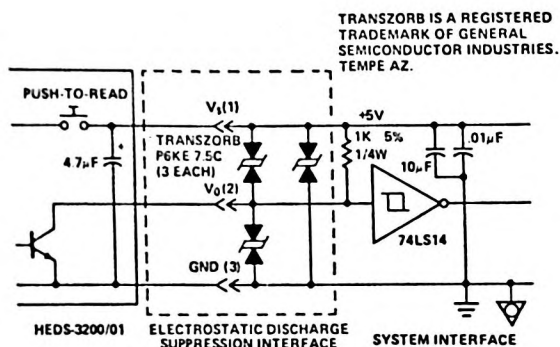 TRANSZORB IS A REGISTERED
TRADEMARK OF GENERAL
SEMICONDUCTOR INDUSTRIES.
TEMPE AZ.
PUSH-TO-READ
Vs(1)
+5V
TRANSZORB
P6KE 7.5C
(3 EACH)
1K 5%
1/4W
.01μF
10μF
4.7μF
+
VO(2)
74LS14
GND (3)
HEDS-3200/01
ELECTROSTATIC DISCHARGE
SUPPRESSION INTERFACE
SYSTEM INTERFACE